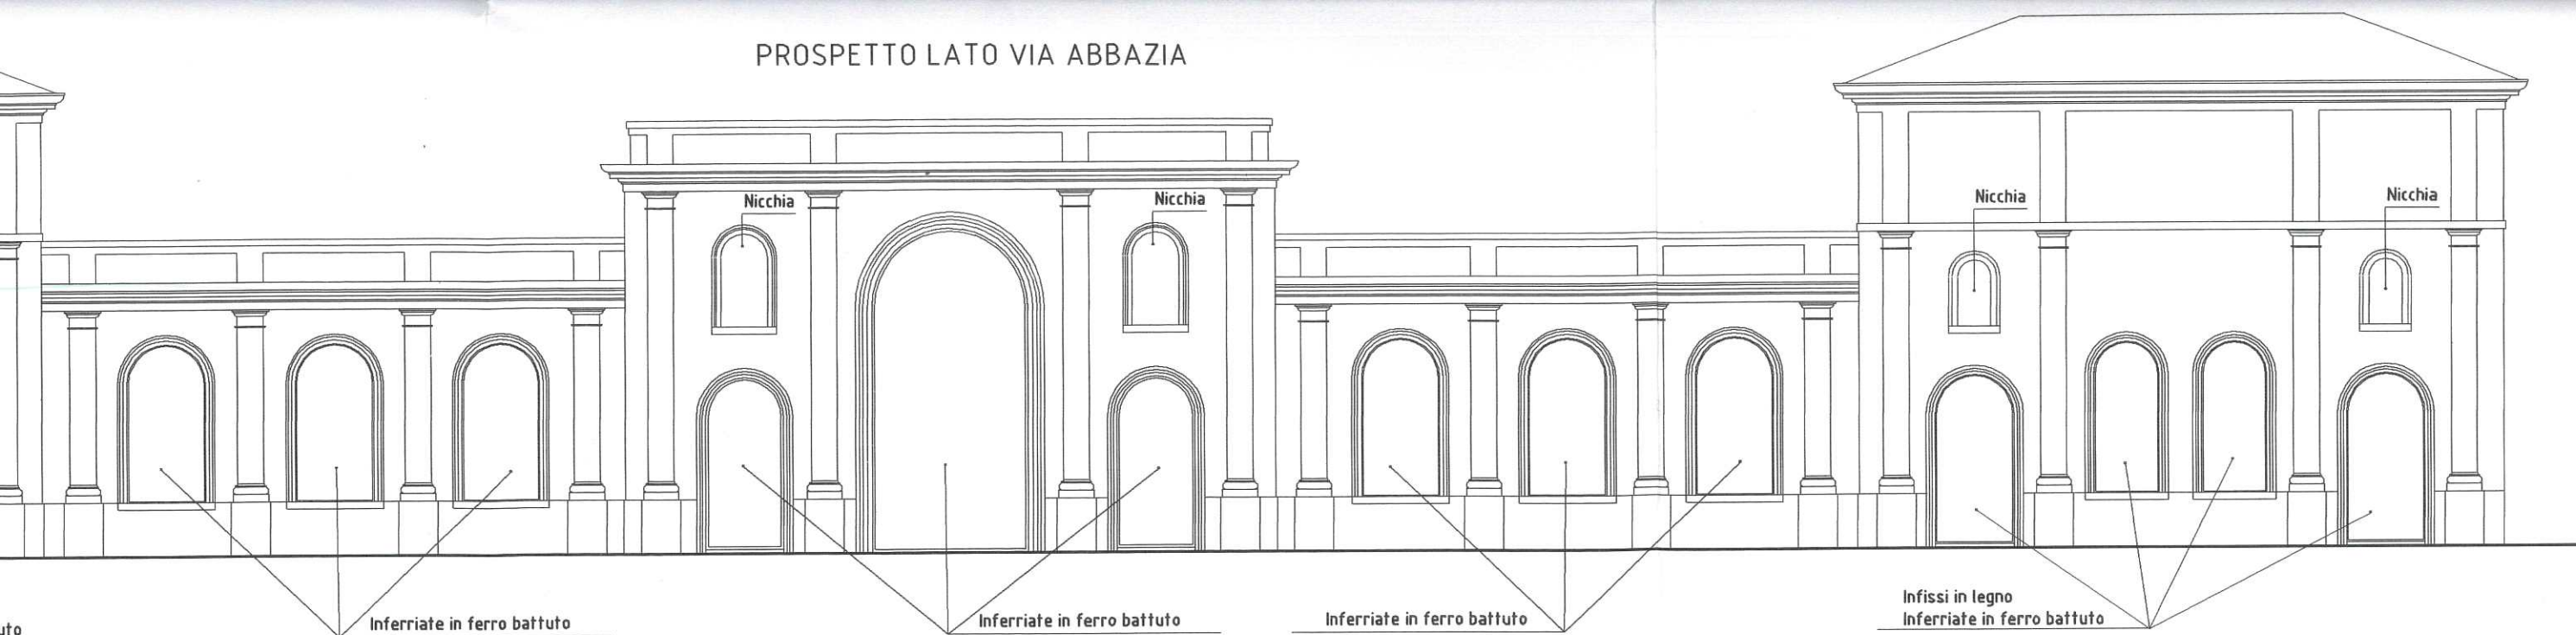 PROSPETTO LATO VIA ABBAZIA
Nicchia
Nicchia
Nicchia
Nicchia
Inferriate in ferro battuto
Inferriate in ferro battuto
Inferriate in ferro battuto
Infissi in legno
Inferriate in ferro battuto
uto